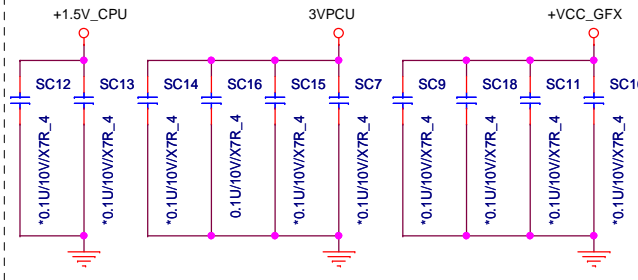 +1.5V_CPU
3VPCU
+VCC_GFX
SC12
SC13
SC14
SC16
SC15
SC7
SC9
SC18
SC11
SC10
*0.1U/10V/X7R_4
*0.1U/10V/X7R_4
*0.1U/10V/X7R_4
0.1U/10V/X7R_4
*0.1U/10V/X7R_4
*0.1U/10V/X7R_4
*0.1U/10V/X7R_4
*0.1U/10V/X7R_4
*0.1U/10V/X7R_4
*0.1U/10V/X7R_4